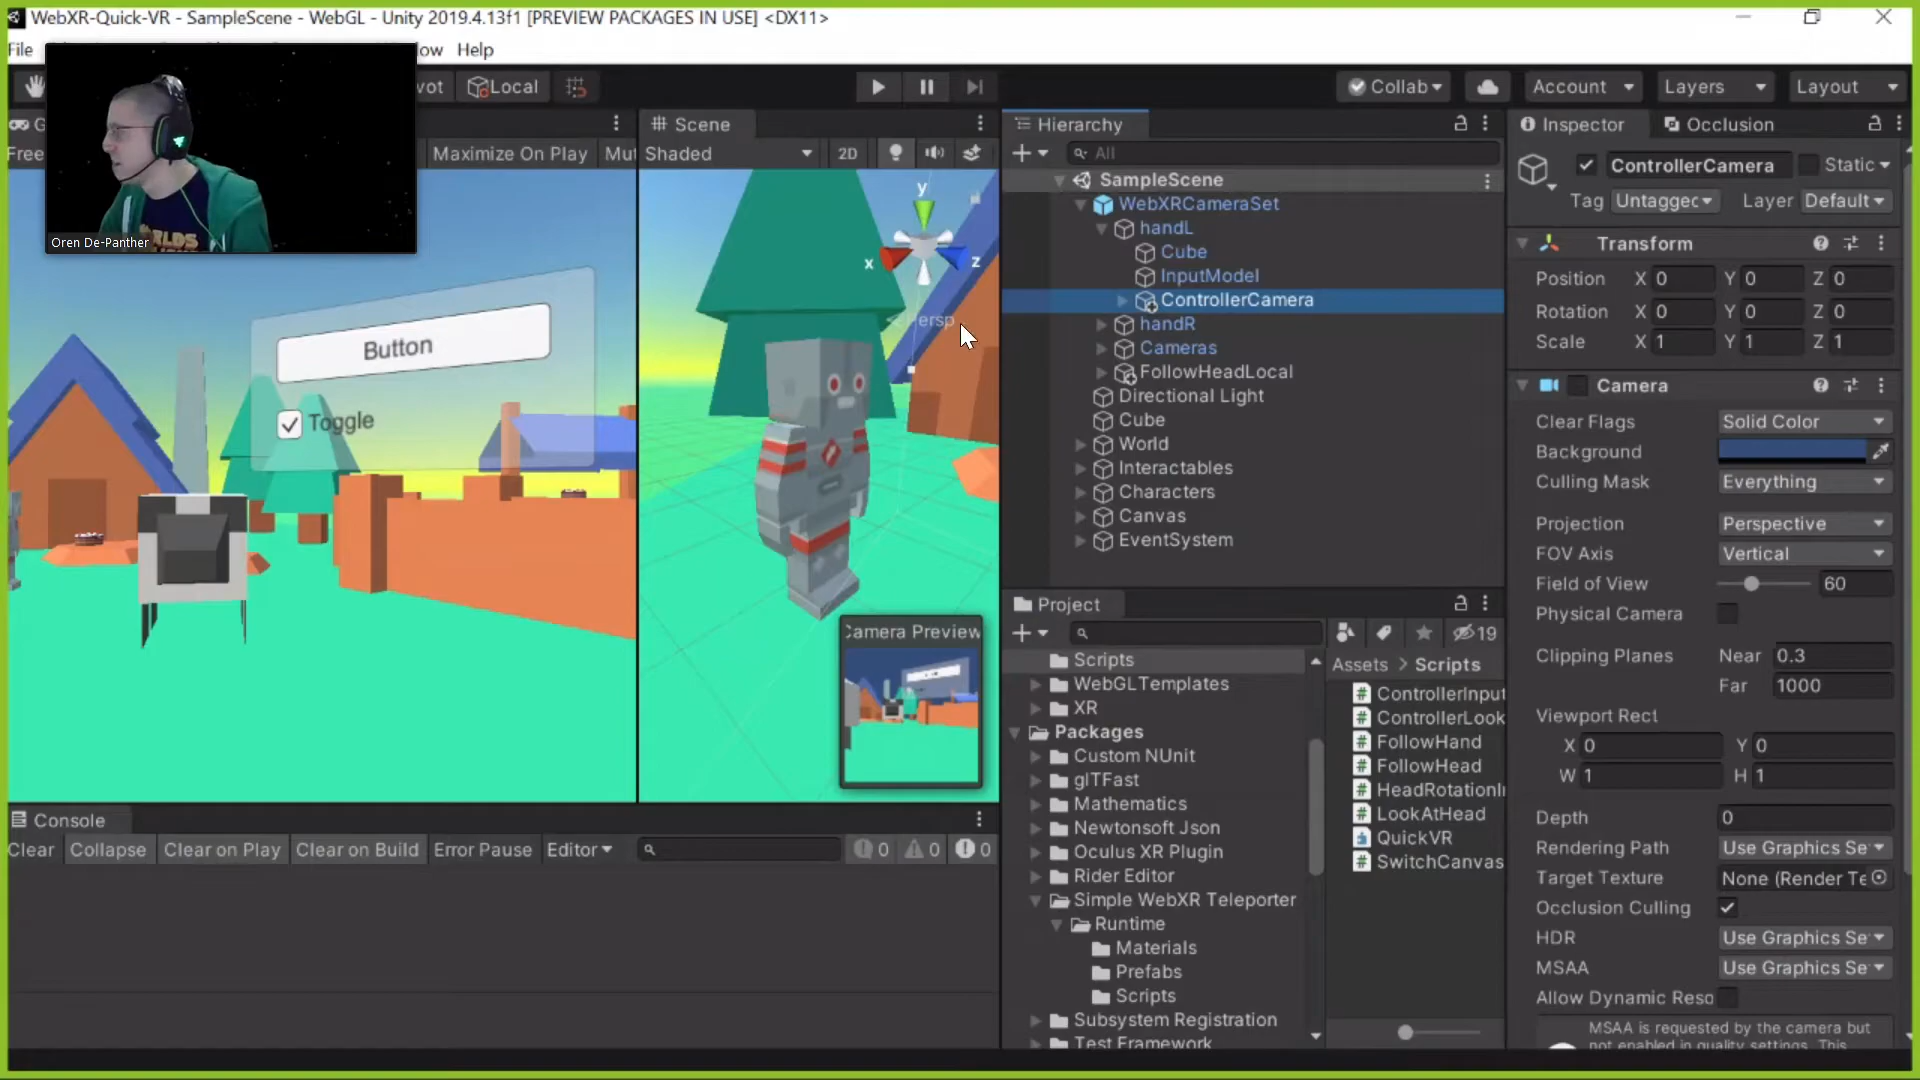 WebXR-Quick-VR - SampleScene - WebGL - Unity 2019.4.13f1 [PREVIEW PACKAGES IN USE] <DX11>
File
ow Help
Oren De-Panther
vot
Local
Collab
Account
Layers
Layout
G
Free
Maximize On Play
Mut
Button
Toggle
Scene
Shaded
2D
y
x
z
Persp
Camera Preview
Hierarchy
All
SampleScene
WebXRCameraSet
handL
Cube
InputModel
ControllerCamera
handR
Cameras
FollowHeadLocal
Directional Light
Cube
World
Interactables
Characters
Canvas
EventSystem
Project
19
Scripts
WebGLTemplates
XR
Packages
Custom NUnit
glTFast
Mathematics
Newtonsoft Json
Oculus XR Plugin
Rider Editor
Simple WebXR Teleporter
Runtime
Materials
Prefabs
Scripts
Subsystem Registration
Test Framework
Assets > Scripts
ControllerInput
ControllerLook
FollowHand
FollowHead
HeadRotationI
LookAtHead
QuickVR
SwitchCanvas
Console
Clear
Collapse
Clear on Play
Clear on Build
Error Pause
Editor
0
0
0
Inspector
Occlusion
ControllerCamera
Static
Tag Untagged
Layer Default
Transform
Position X 0 Y 0 Z 0
Rotation X 0 Y 0 Z 0
Scale X 1 Y 1 Z 1
Camera
Clear Flags Solid Color
Background
Culling Mask Everything
Projection Perspective
FOV Axis Vertical
Field of View 60
Physical Camera
Clipping Planes Near 0.3
Far 1000
Viewport Rect
X 0 Y 0
W 1 H 1
Depth 0
Rendering Path Use Graphics Se
Target Texture None (Render Te
Occlusion Culling
HDR Use Graphics Se
MSAA Use Graphics Se
Allow Dynamic Reso
MSAA is requested by the camera but
not enabled in quality settings. This